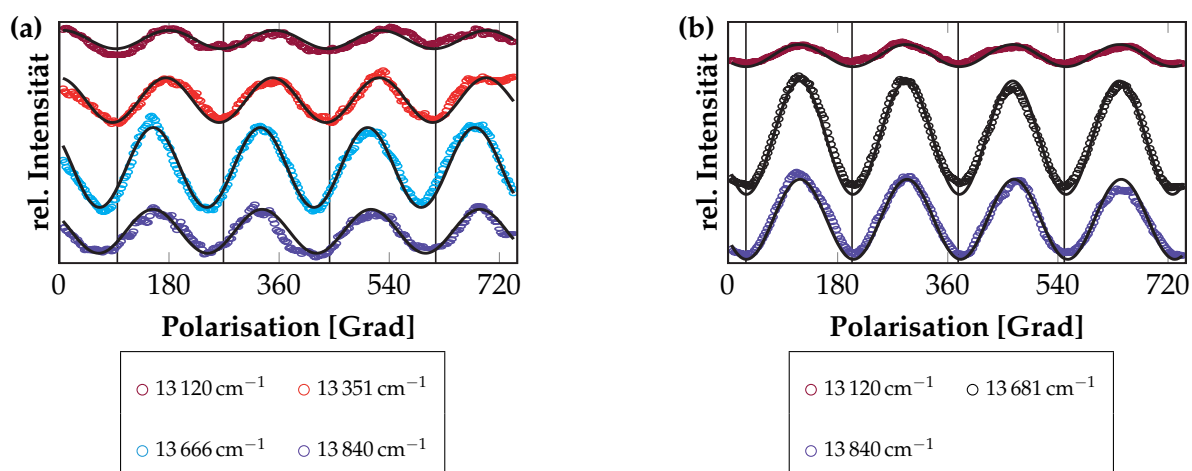 (a)
rel. Intensität
0 180 360 540 720
Polarisation [Grad]
13 120 cm⁻¹ 13 351 cm⁻¹
13 666 cm⁻¹ 13 840 cm⁻¹
(b)
rel. Intensität
0 180 360 540 720
Polarisation [Grad]
13 120 cm⁻¹ 13 681 cm⁻¹
13 840 cm⁻¹